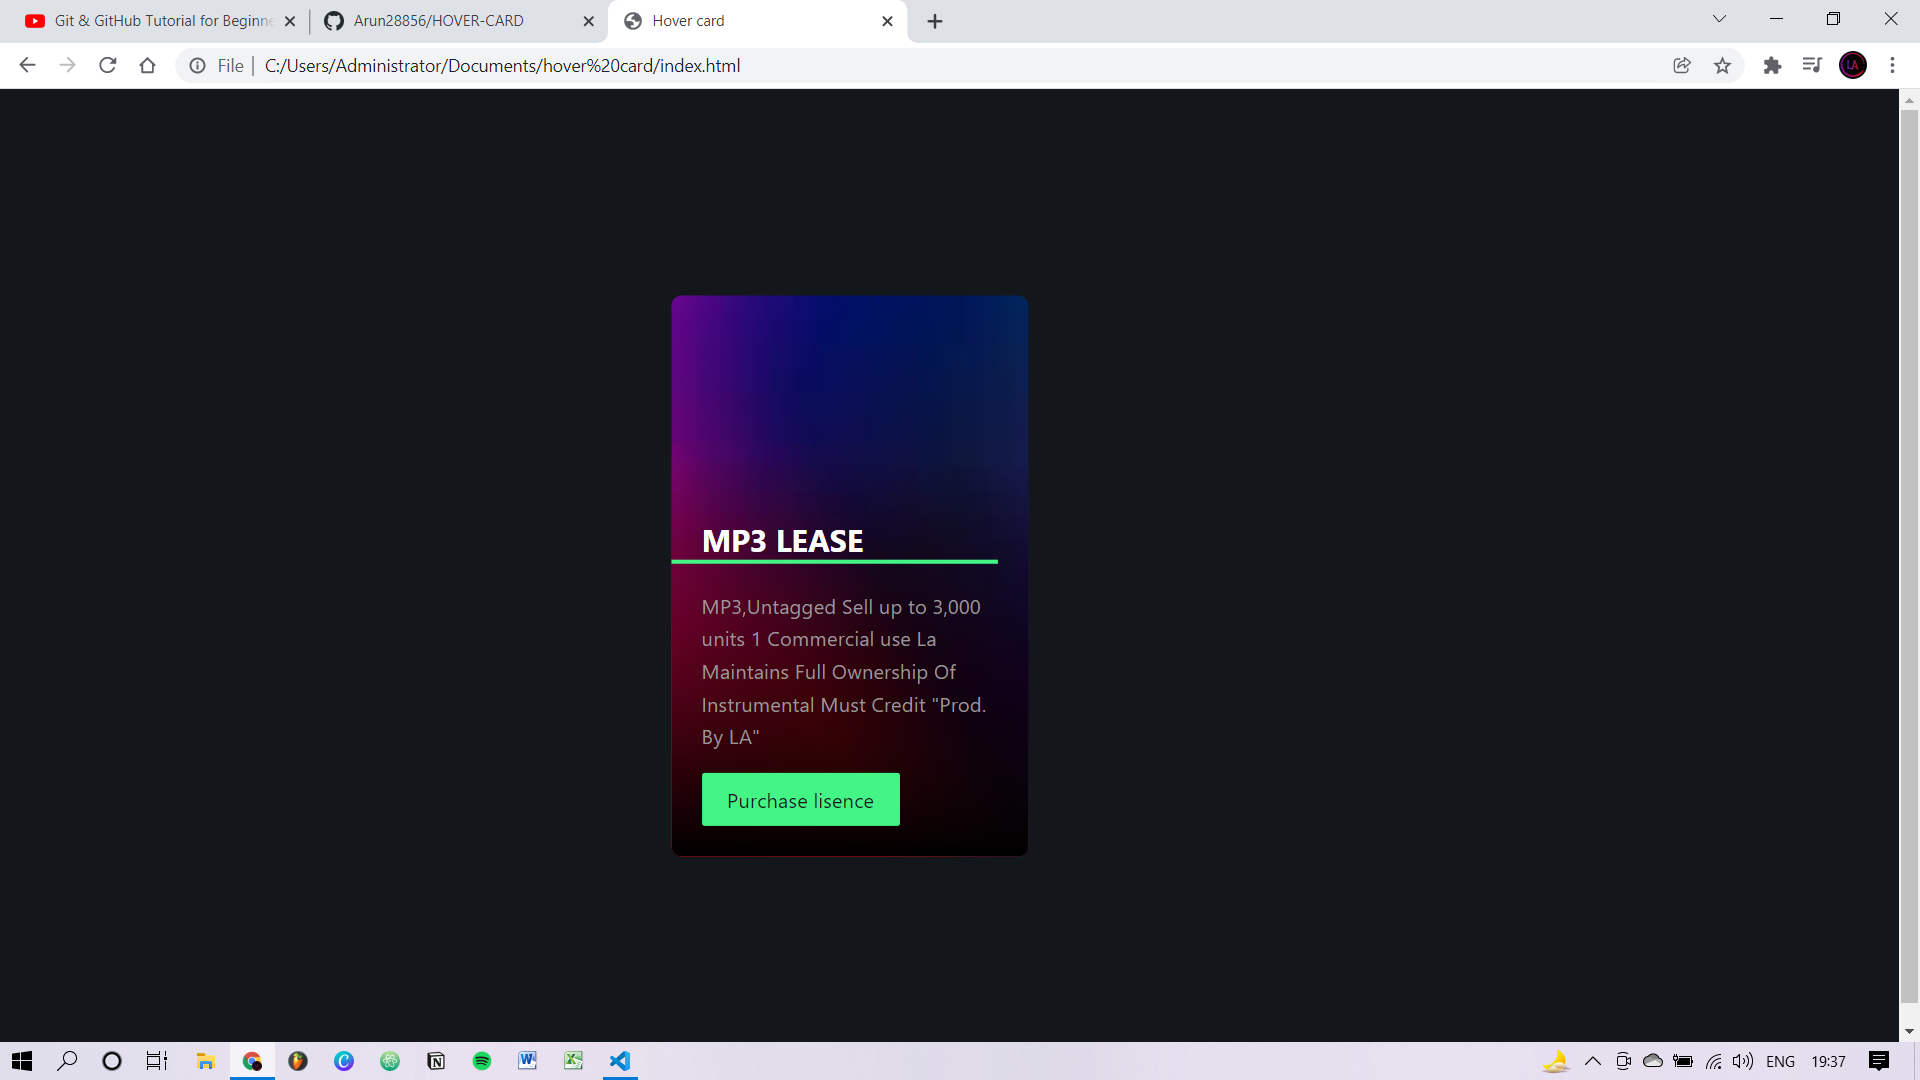 Git & GitHub Tutorial for Beginne
Arun28856/HOVER-CARD
Hover card
File
C:/Users/Administrator/Documents/hover%20card/index.html
LA
MP3 LEASE
MP3,Untagged Sell up to 3,000
units 1 Commercial use La
Maintains Full Ownership Of
Instrumental Must Credit "Prod.
By LA"
Purchase lisence
ENG
19:37